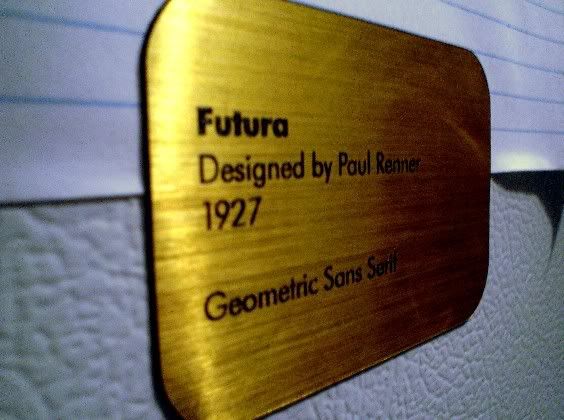 Futura
Designed by Paul Renner
1927
Geometric Sans Serif